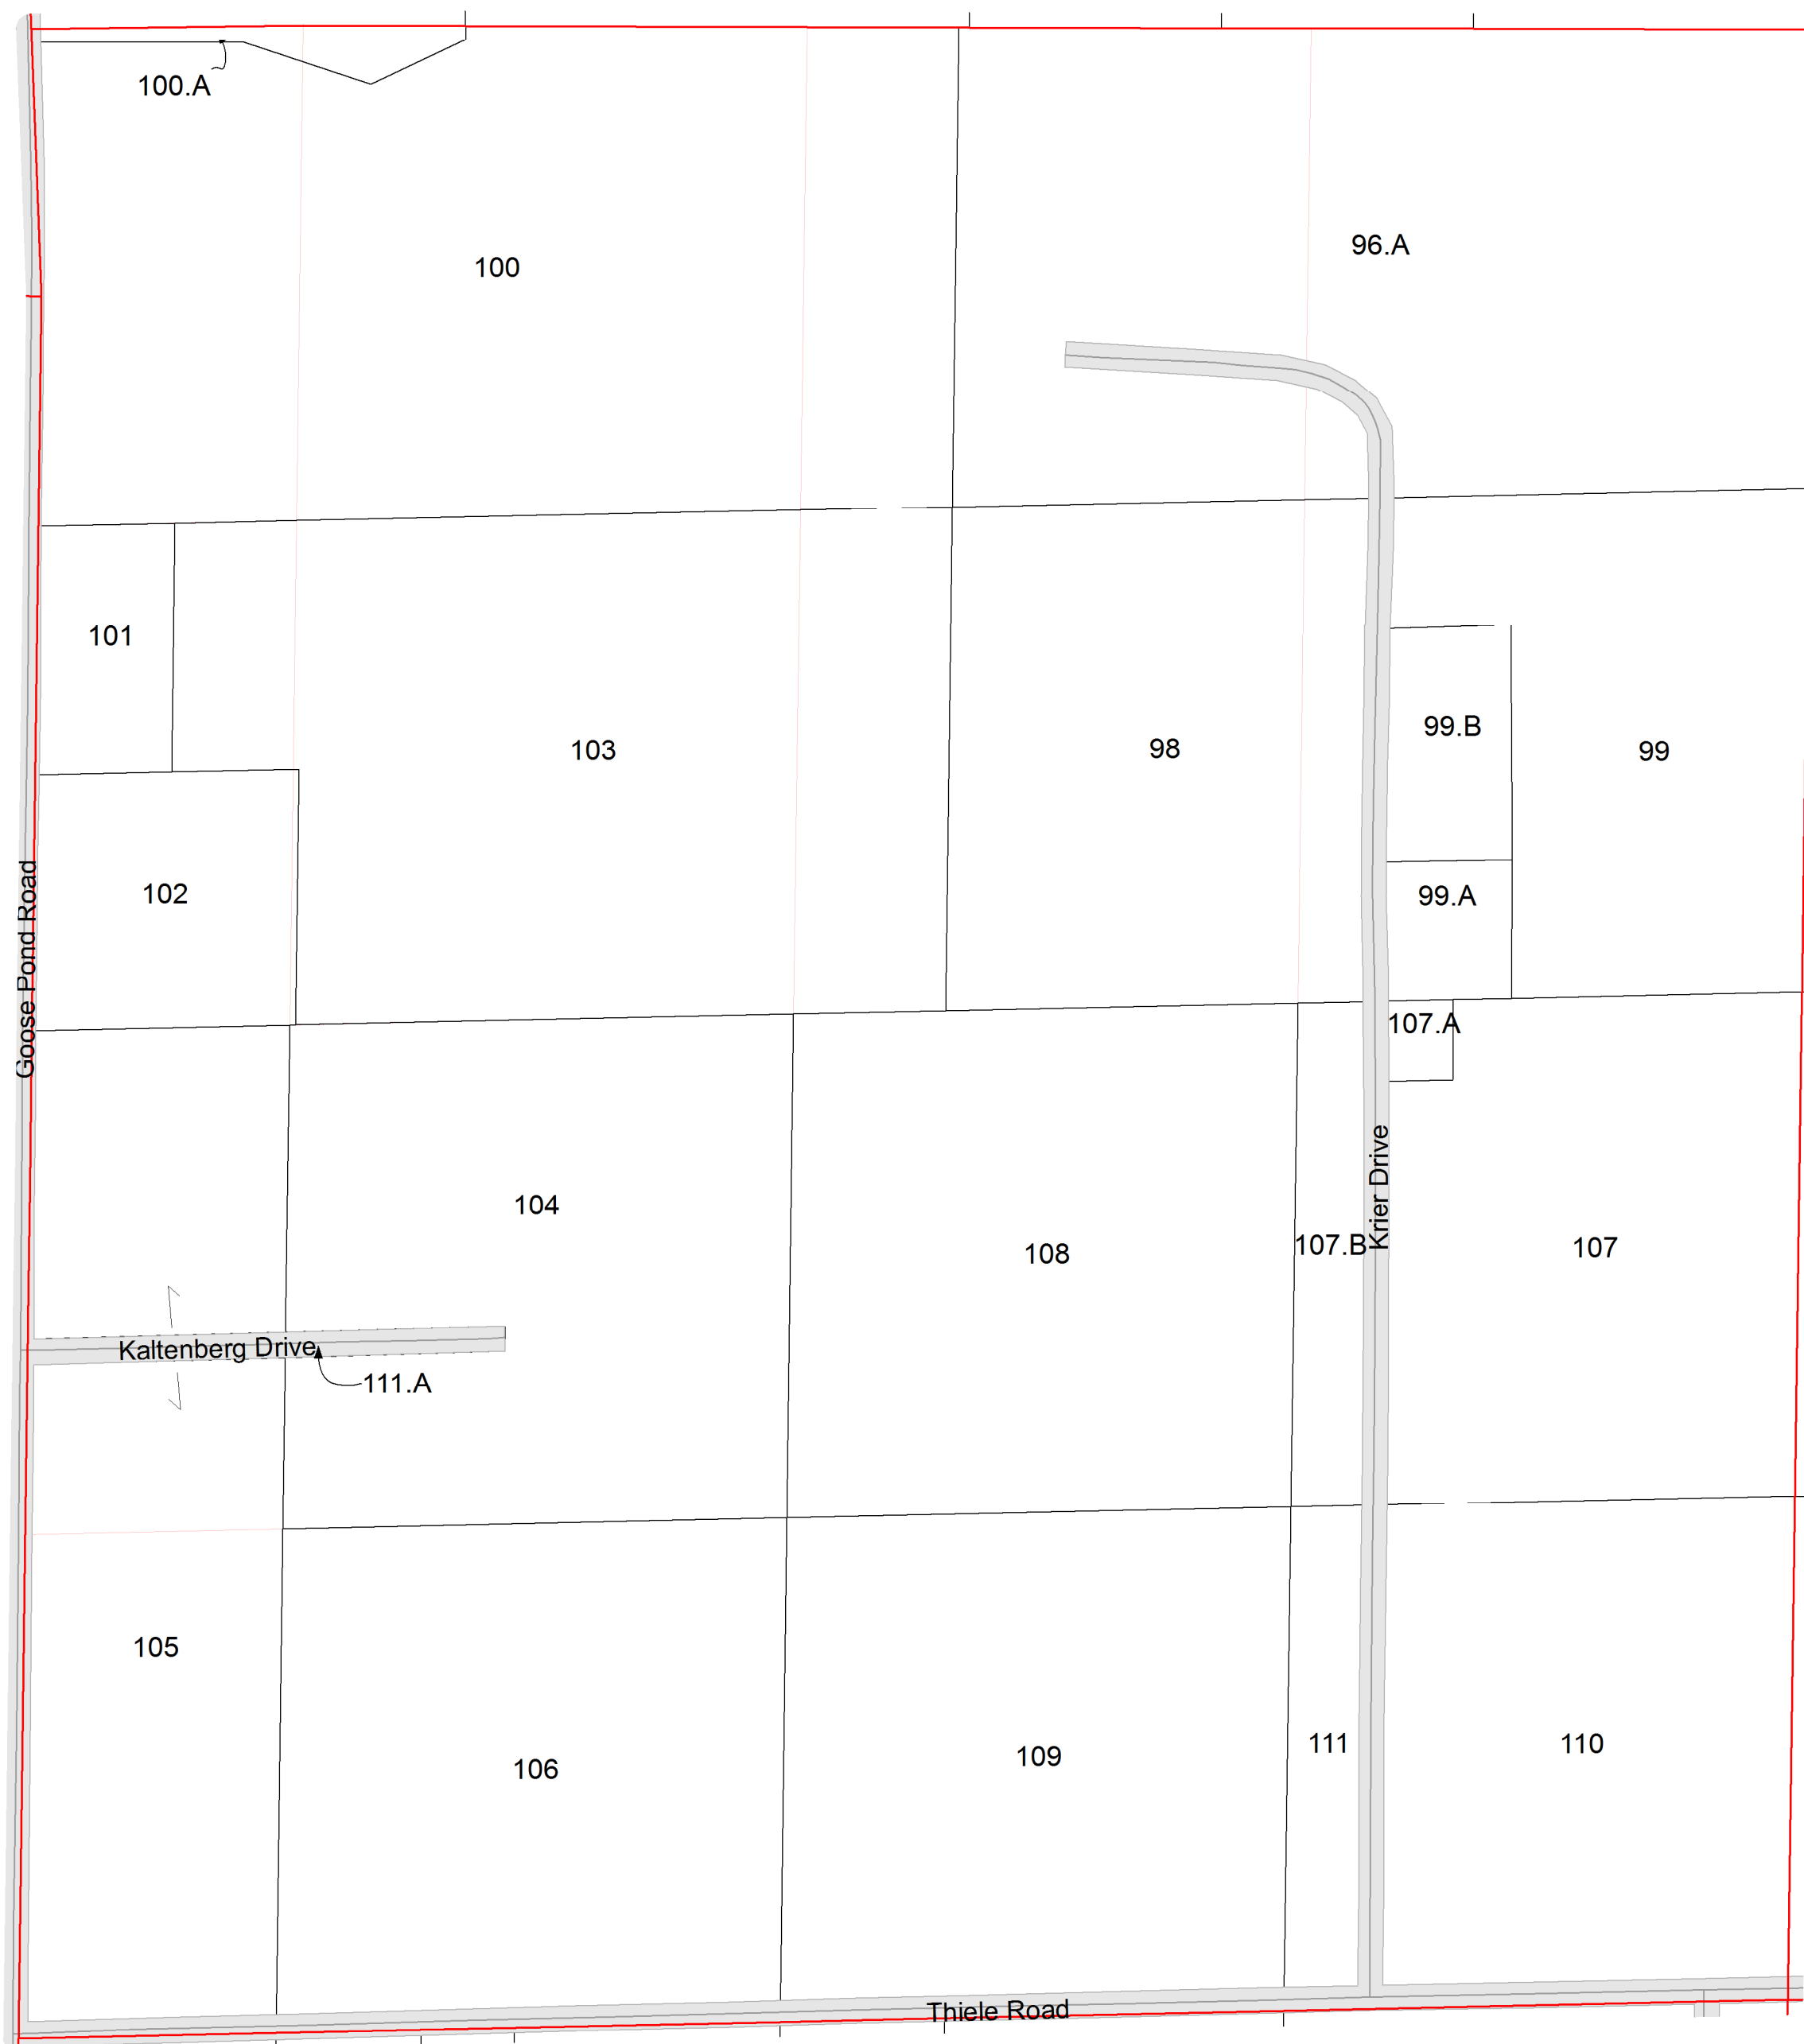 100.A
96.A
100
101
99.B
98
103
99
102
99.A
Goose Pond Road
107.A
Krier Drive
104
107.B
107
108
Kaltenberg Drive
111.A
105
111
110
109
106
Thiele Road